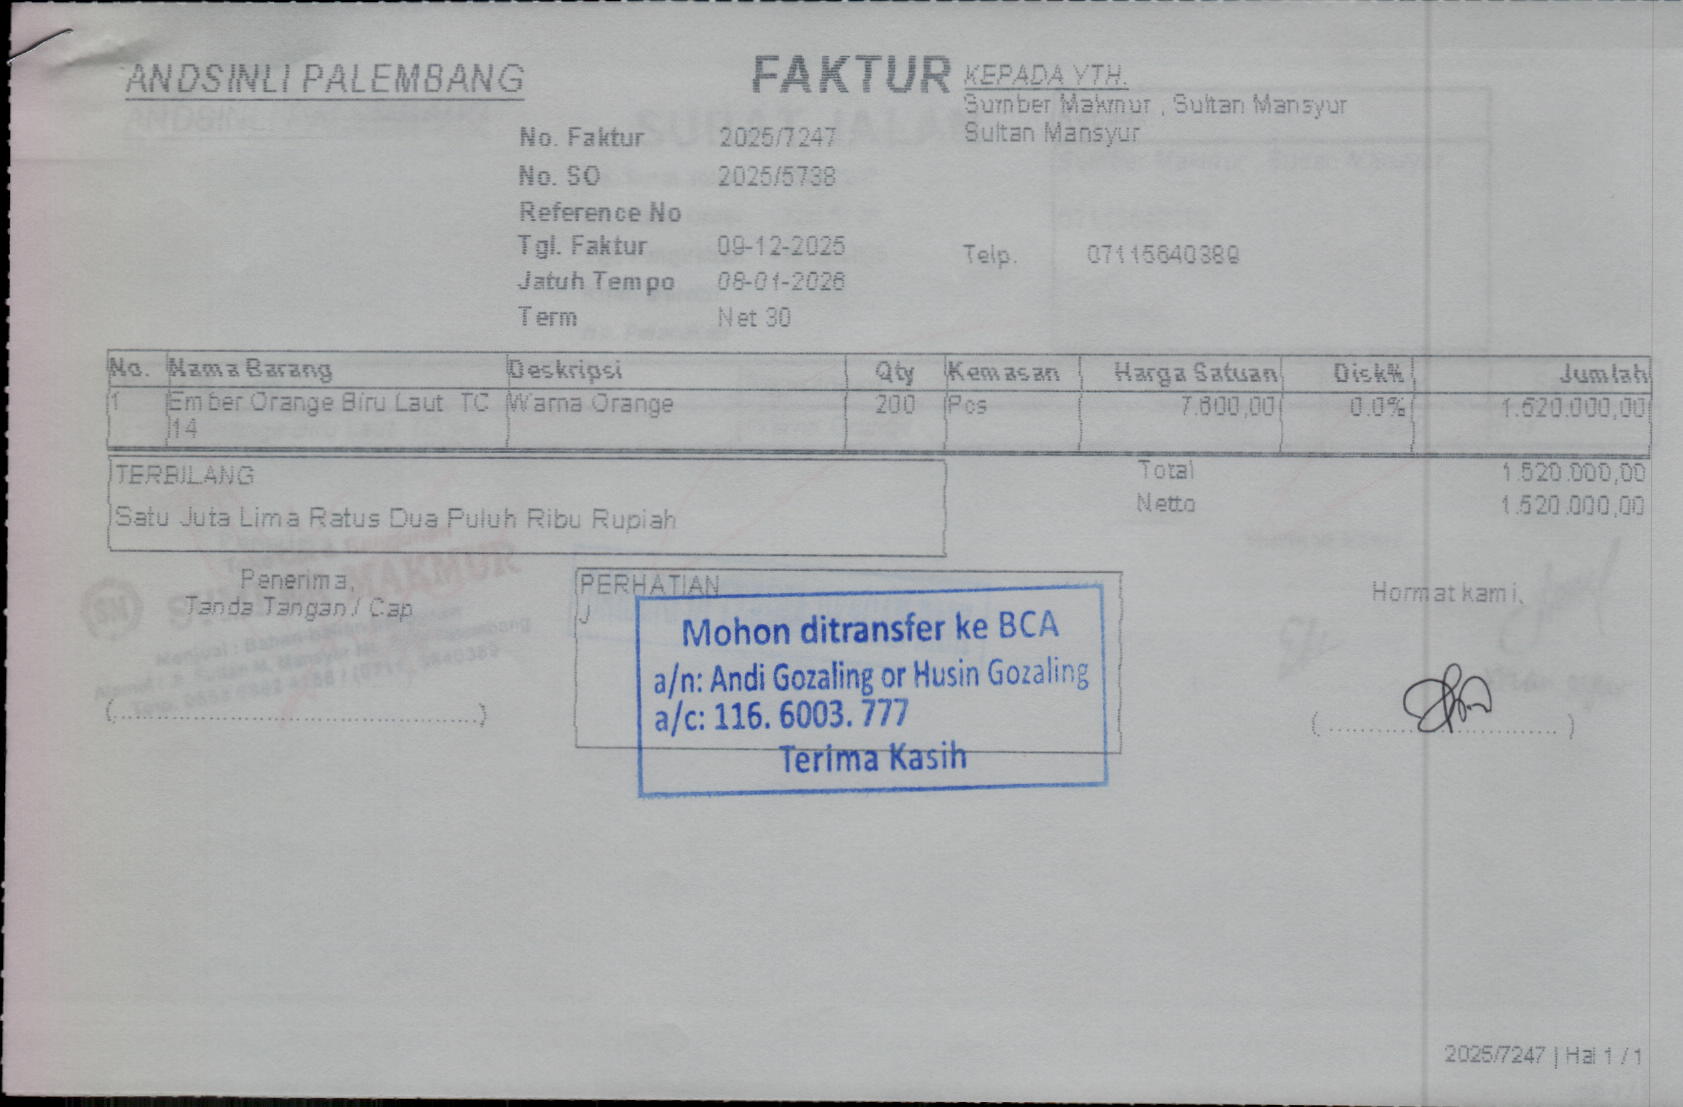 ANDSINLI PALEMBANG
FAKTUR
KEPADA YTH.
Sumber Makmur , Sultan Mansyur
Sultan Mansyur
No. Faktur 2025/7247
No. SO 2025/5738
Reference No
Tgl. Faktur 09-12-2025
Telp. 07115640389
Jatuh Tempo 08-01-2026
Term Net 30
No. Nama Barang Deskripsi Qty Kemasan Harga Satuan Disk% Jumlah
1 Ember Orange Biru Laut TC Warna Orange 200 Pcs 7.600,00 0.0% 1.520.000,00
14
TERBILANG
Satu Juta Lima Ratus Dua Puluh Ribu Rupiah
Total 1.520.000,00
Netto 1.520.000,00
Penerima,
Tanda Tangan / Cap
(........................................)
PERHATIAN
J
Mohon ditransfer ke BCA
a/n: Andi Gozaling or Husin Gozaling
a/c: 116. 6003. 777
Terima Kasih
Hormat kami,
(........................................)
SUMBER MAKMUR
2025/7247 | Hal 1 / 1